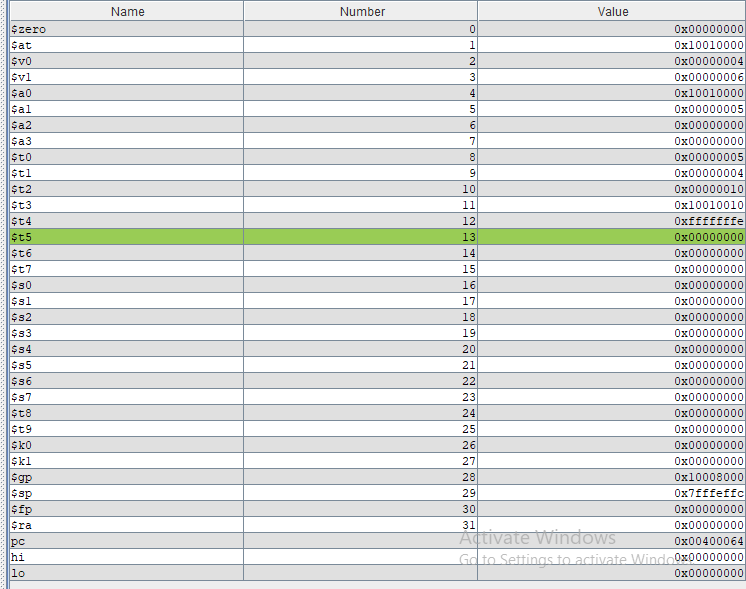 Name Number Value
$zero 0 0x00000000
$at 1 0x10010000
$v0 2 0x00000004
$v1 3 0x00000006
$a0 4 0x10010000
$a1 5 0x00000005
$a2 6 0x00000000
$a3 7 0x00000000
$t0 8 0x00000005
$t1 9 0x00000004
$t2 10 0x00000010
$t3 11 0x10010010
$t4 12 0xfffffffe
$t5 13 0x00000000
$t6 14 0x00000000
$t7 15 0x00000000
$s0 16 0x00000000
$s1 17 0x00000000
$s2 18 0x00000000
$s3 19 0x00000000
$s4 20 0x00000000
$s5 21 0x00000000
$s6 22 0x00000000
$s7 23 0x00000000
$t8 24 0x00000000
$t9 25 0x00000000
$k0 26 0x00000000
$k1 27 0x00000000
$gp 28 0x10008000
$sp 29 0x7fffeffc
$fp 30 0x00000000
$ra 31 0x00000000
Activate Windows
pc 0x00400064
Go to Settings to activate Windows
hi 0x00000000
lo 0x00000000